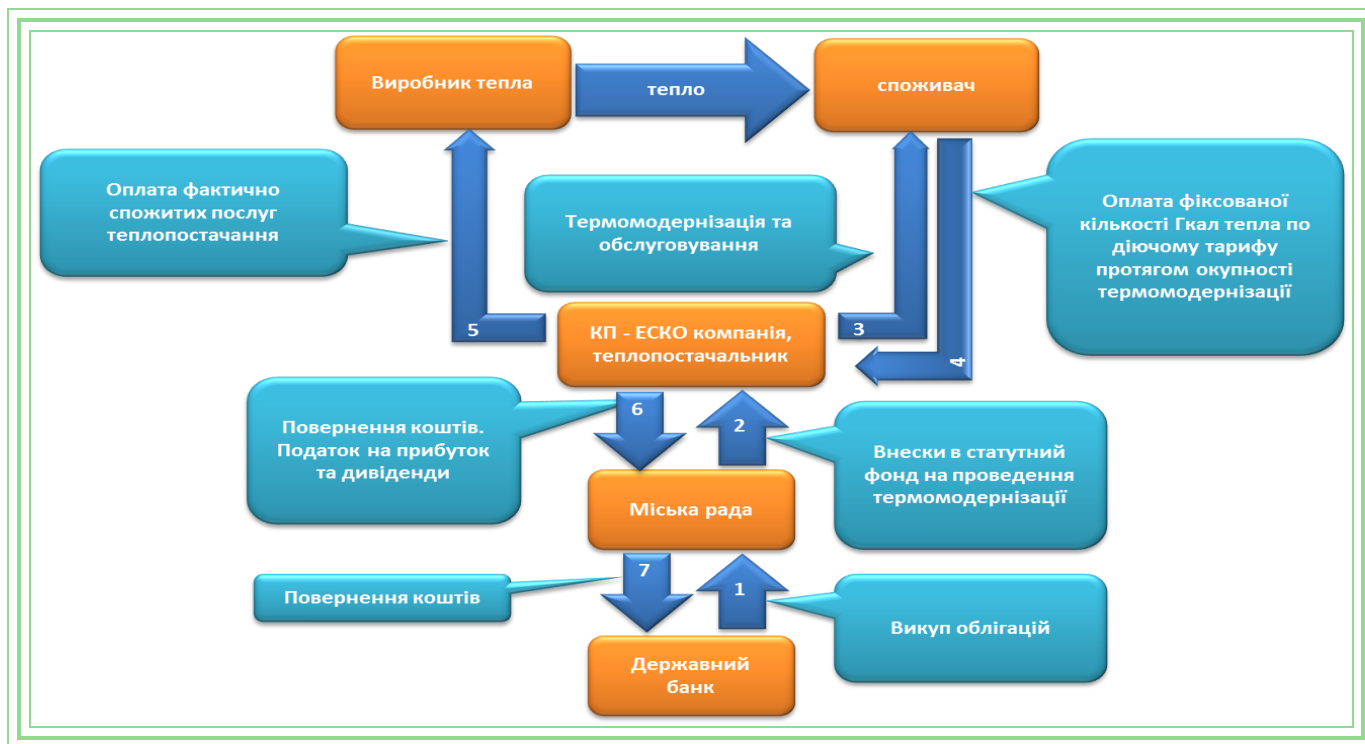 Виробник тепла
тепло
споживач
Оплата фактично
спожитих послуг
теплопостачання
Термомодернізація та
обслуговування
Оплата фіксованої
кількості Гкал тепла по
діючому тарифу
протягом окупності
термомодернізації
5
КП - ЕСКО компанія,
теплопостачальник
3
4
6
2
Повернення коштів.
Податок на прибуток
та дивіденди
Внески в статутний
фонд на проведення
термомодернізації
Міська рада
7
1
Повернення коштів
Викуп облігацій
Державний
банк